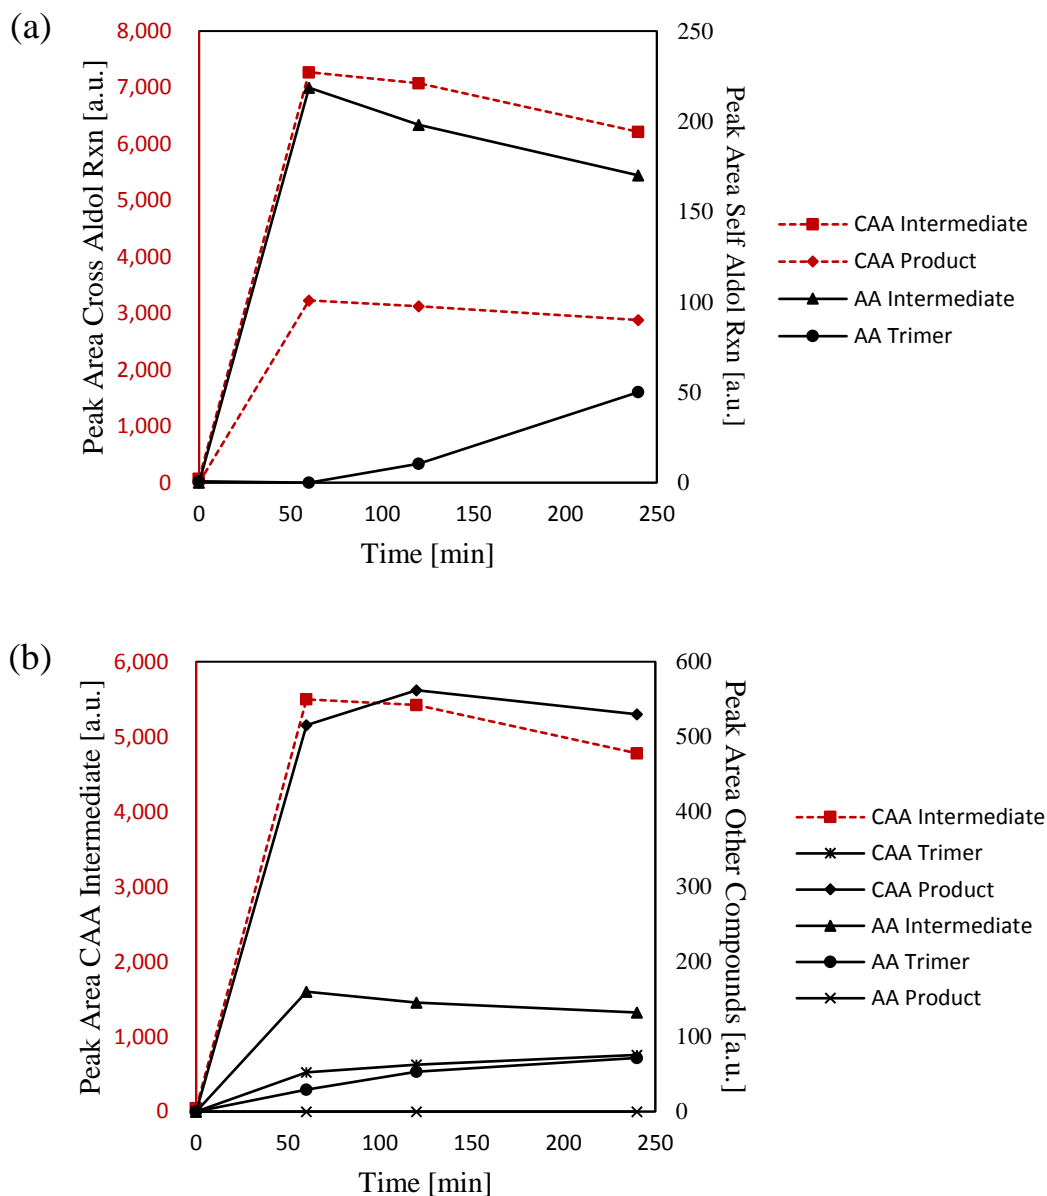 (a)
Peak Area Cross Aldol Rxn [a.u.]
8,000
7,000
6,000
5,000
4,000
3,000
2,000
1,000
0
0 50 100 150 200 250
Time [min]
250
200
150
100
50
0
Peak Area Self Aldol Rxn [a.u.]
CAA Intermediate
CAA Product
AA Intermediate
AA Trimer
(b)
Peak Area CAA Intermediate [a.u.]
6,000
5,000
4,000
3,000
2,000
1,000
0
0 50 100 150 200 250
Time [min]
600
500
400
300
200
100
0
Peak Area Other Compounds [a.u.]
CAA Intermediate
CAA Trimer
CAA Product
AA Intermediate
AA Trimer
AA Product